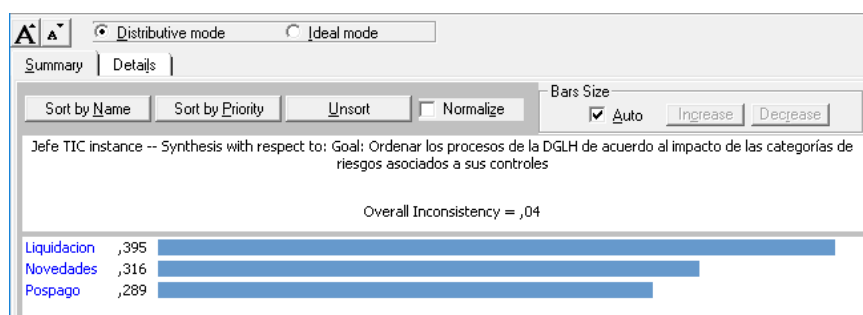 A A Distributive mode Ideal mode
Summary Details
Bars Size
Sort by Name Sort by Priority Unsort Normalize Auto Increase Decrease
Jefe TIC instance -- Synthesis with respect to: Goal: Ordenar los procesos de la DGLH de acuerdo al impacto de las categorías de
riesgos asociados a sus controles
Overall Inconsistency = ,04
Liquidacion ,395
Novedades ,316
Pospago ,289